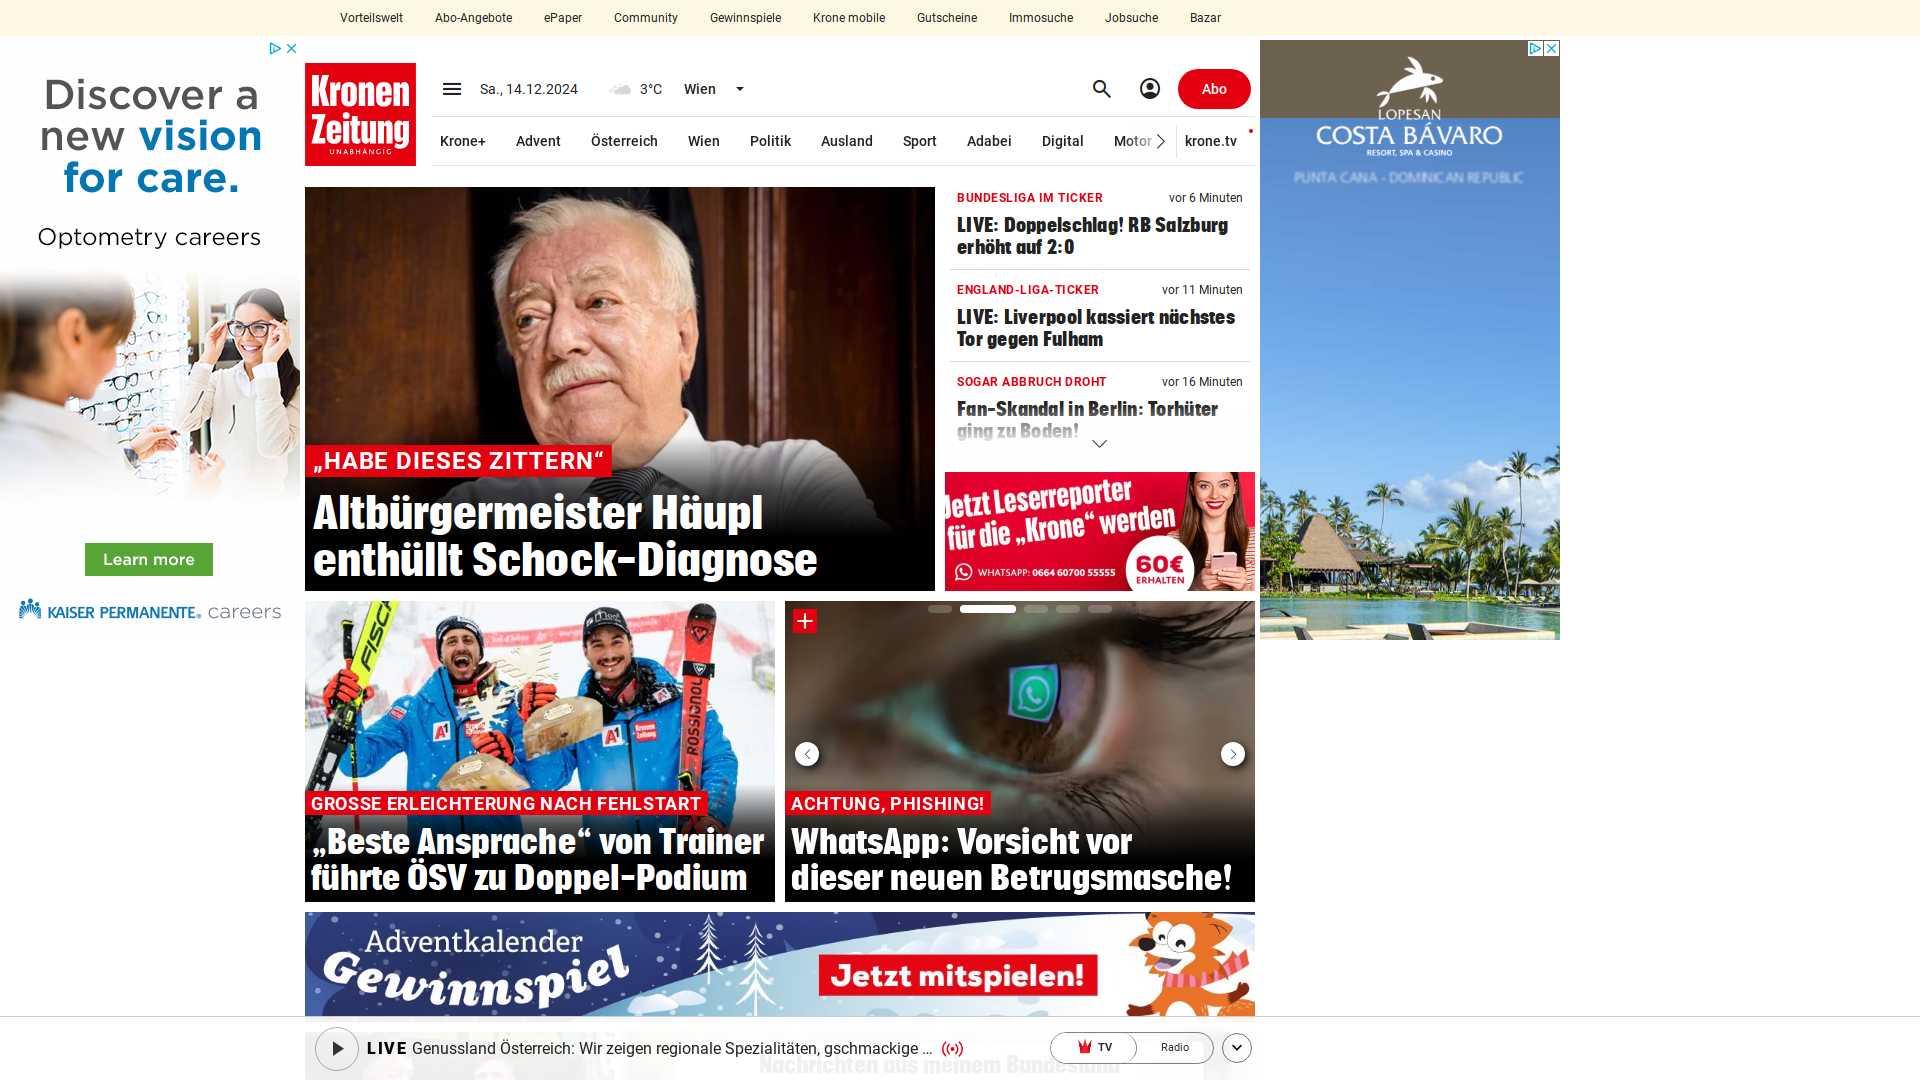 Vorteilswelt Abo-Angebote ePaper Community Gewinnspiele Krone mobile Gutscheine Immosuche Jobsuche Bazar
Discover a
new vision
for care.
Optometry careers
Learn more
KAISER PERMANENTE® careers
Kronen
Zeitung
UNABHÄNGIG
Sa., 14.12.2024 3°C Wien
Abo
Krone+ Advent Österreich Wien Politik Ausland Sport Adabei Digital Motor krone.tv
„HABE DIESES ZITTERN“
Altbürgermeister Häupl
enthüllt Schock-Diagnose
BUNDESLIGA IM TICKER vor 6 Minuten
LIVE: Doppelschlag! RB Salzburg
erhöht auf 2:0
ENGLAND-LIGA-TICKER vor 11 Minuten
LIVE: Liverpool kassiert nächstes
Tor gegen Fulham
SOGAR ABBRUCH DROHT vor 16 Minuten
Fan-Skandal in Berlin: Torhüter
ging zu Boden!
Jetzt Leserreporter
für die „Krone“ werden
WHATSAPP: 0664 60700 55555
60€
ERHALTEN
LOPESAN
COSTA BÁVARO
RESORT, SPA & CASINO
PUNTA CANA - DOMINICAN REPUBLIC
FISCHER
A1
A1
Kronen
Zeitung
ROSSIGNOL
GROSSE ERLEICHTERUNG NACH FEHLSTART
„Beste Ansprache“ von Trainer
führte ÖSV zu Doppel-Podium
ACHTUNG, PHISHING!
WhatsApp: Vorsicht vor
dieser neuen Betrugsmasche!
Adventkalender
Gewinnspiel
Jetzt mitspielen!
LIVE Genussland Österreich: Wir zeigen regionale Spezialitäten, gschmackige ...
TV Radio
Nachrichten aus meinem Bundesland